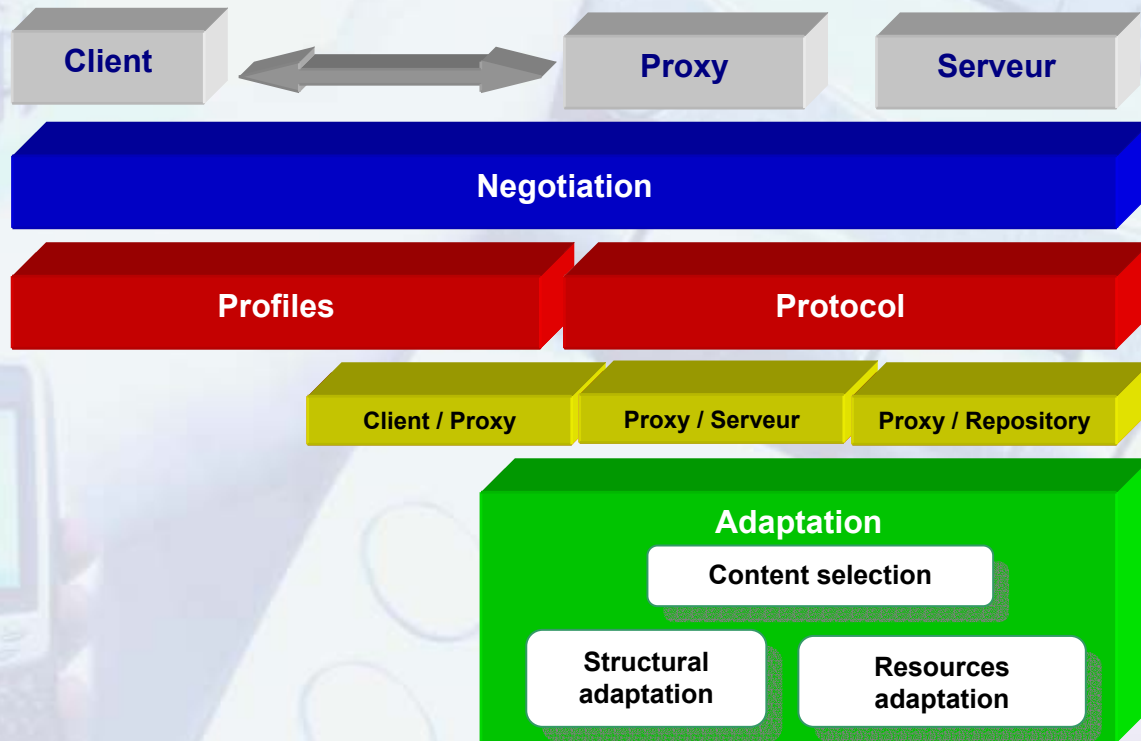 Client
Proxy
Serveur
Negotiation
Profiles
Protocol
Client / Proxy
Proxy / Serveur
Proxy / Repository
Adaptation
Content selection
Structural
adaptation
Resources
adaptation